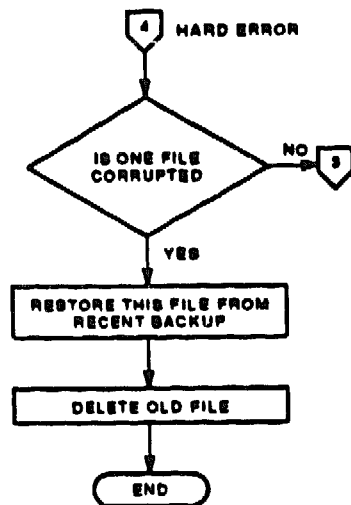 4 HARD ERROR
IS ONE FILE
CORRUPTED
NO
5
YES
RESTORE THIS FILE FROM
RECENT BACKUP
DELETE OLD FILE
END